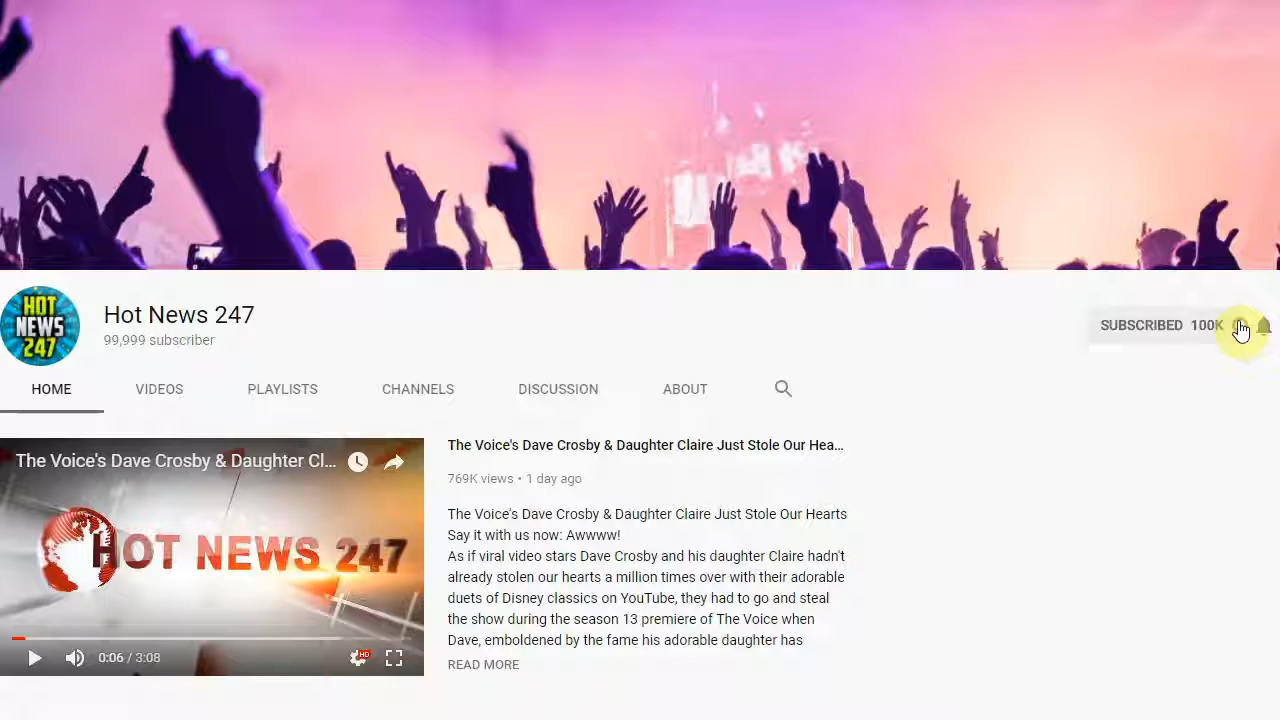 HOT
NEWS
247
Hot News 247
99,999 subscriber
SUBSCRIBED 100K
HOME VIDEOS PLAYLISTS CHANNELS DISCUSSION ABOUT
The Voice's Dave Crosby & Daughter Cl...
HOT NEWS 247
0:06 / 3:08
HD
The Voice's Dave Crosby & Daughter Claire Just Stole Our Hea...
769K views • 1 day ago
The Voice's Dave Crosby & Daughter Claire Just Stole Our Hearts
Say it with us now: Awwww!
As if viral video stars Dave Crosby and his daughter Claire hadn't
already stolen our hearts a million times over with their adorable
duets of Disney classics on YouTube, they had to go and steal
the show during the season 13 premiere of The Voice when
Dave, emboldened by the fame his adorable daughter has
READ MORE